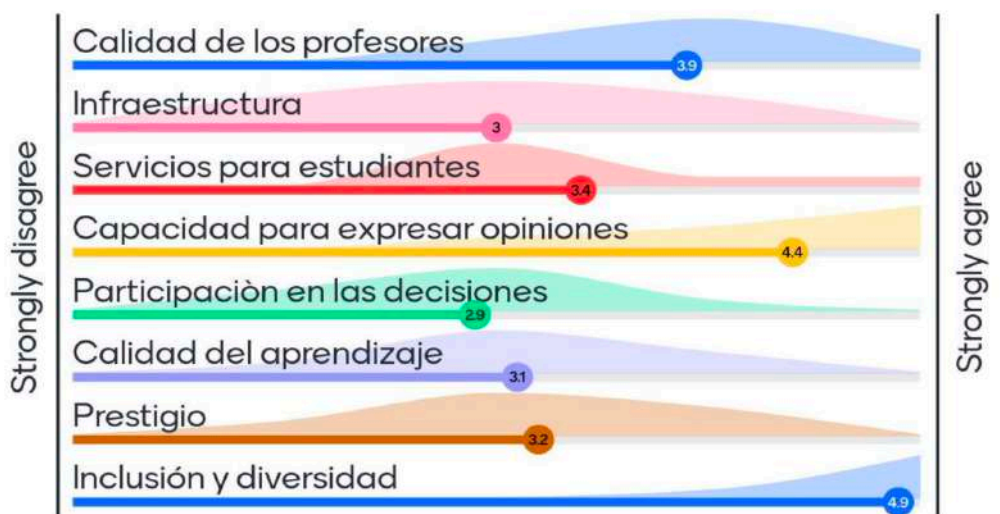 Strongly disagree
Calidad de los profesores
3.9
Infraestructura
3
Servicios para estudiantes
3.4
Capacidad para expresar opiniones
4.4
Participaciòn en las decisiones
2.9
Calidad del aprendizaje
3.1
Prestigio
3.2
Inclusión y diversidad
4.9
Strongly agree